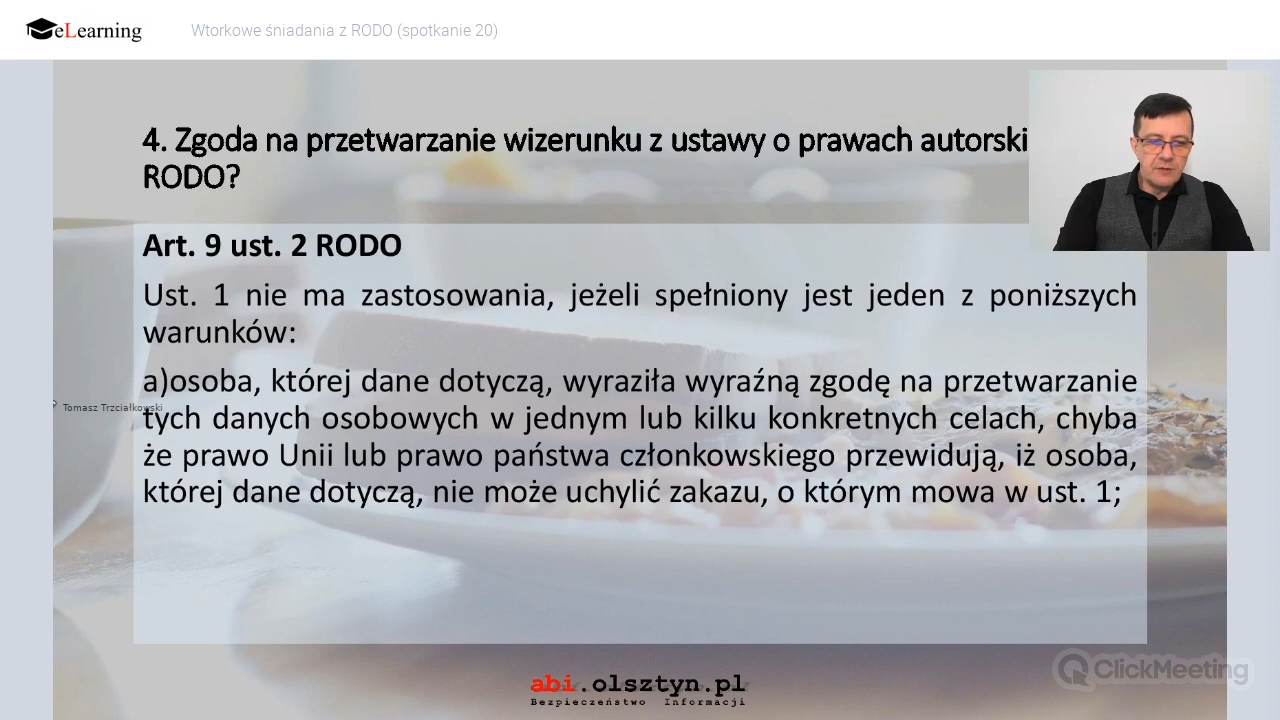 eLearning
Wtorkowe śniadania z RODO (spotkanie 20)
4. Zgoda na przetwarzanie wizerunku z ustawy o prawach autorski
RODO?
Art. 9 ust. 2 RODO
Ust. 1 nie ma zastosowania, jeżeli spełniony jest jeden z poniższych
warunków:
a)osoba, której dane dotyczą, wyraziła wyraźną zgodę na przetwarzanie
Tomasz Trzciałkowski
tych danych osobowych w jednym lub kilku konkretnych celach, chyba
że prawo Unii lub prawo państwa członkowskiego przewidują, iż osoba,
której dane dotyczą, nie może uchylić zakazu, o którym mowa w ust. 1;
ClickMeeting
abi.olsztyn.pl
Bezpieczeństwo Informacji